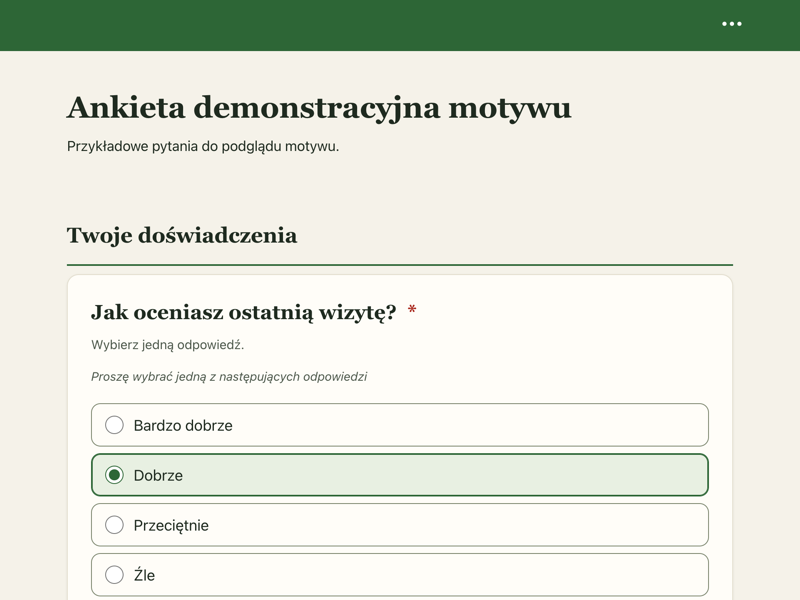 Ankieta demonstracyjna motywu
Przykładowe pytania do podglądu motywu.
Twoje doświadczenia
Jak oceniasz ostatnią wizytę? *
Wybierz jedną odpowiedź.
Proszę wybrać jedną z następujących odpowiedzi
Bardzo dobrze
Dobrze
Przeciętnie
Źle